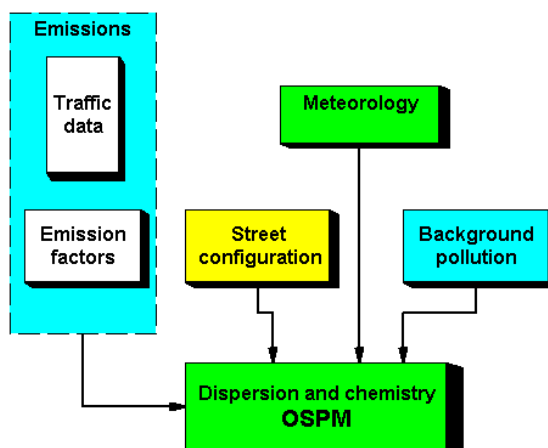 Emissions
Traffic
data
Emission
factors
Meteorology
Street
configuration
Background
pollution
Dispersion and chemistry
OSPM